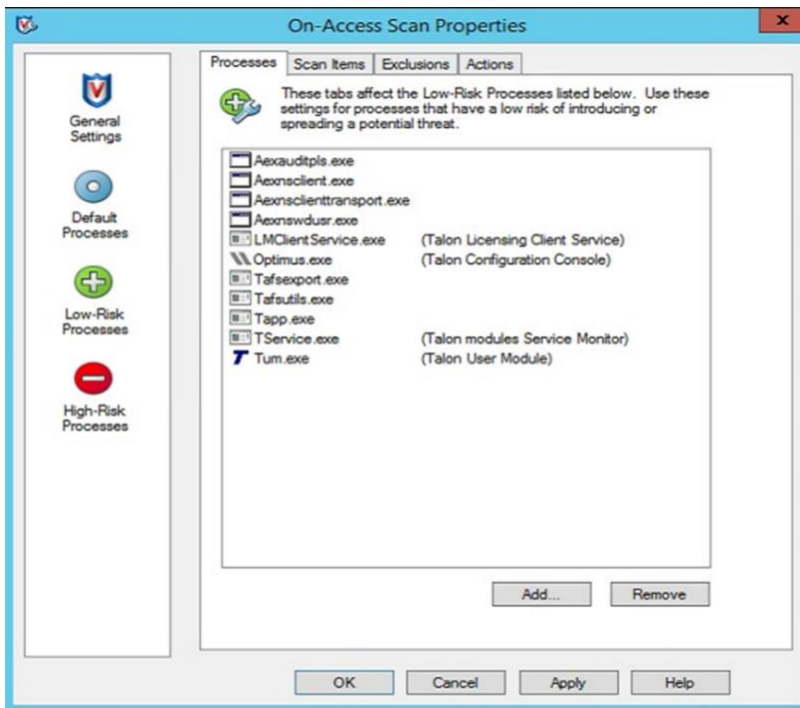 On-Access Scan Properties
x
General
Settings
Default
Processes
Low-Risk
Processes
High-Risk
Processes
Processes Scan Items Exclusions Actions
These tabs affect the Low-Risk Processes listed below. Use these
settings for processes that have a low risk of introducing or
spreading a potential threat.
Aexauditpls.exe
Aexnsclient.exe
Aexnsclienttransport.exe
Aexnswdusr.exe
LMClientService.exe (Talon Licensing Client Service)
Optimus.exe (Talon Configuration Console)
Tafsexport.exe
Tafsutils.exe
Tapp.exe
TService.exe (Talon modules Service Monitor)
Tum.exe (Talon User Module)
Add... Remove
OK Cancel Apply Help